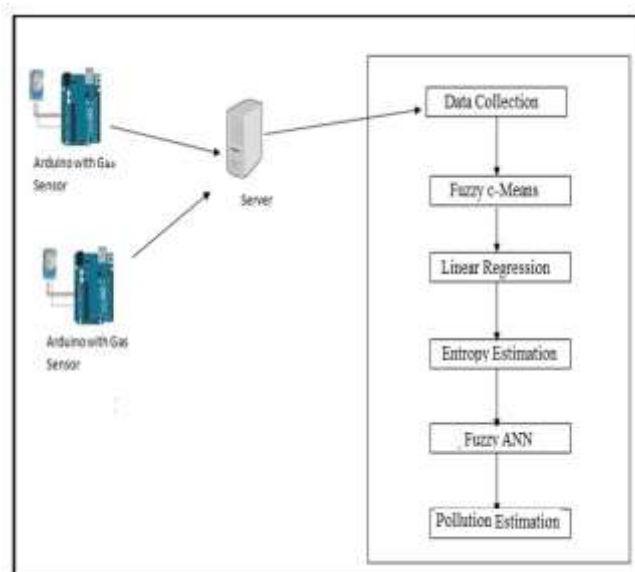 Arduino with Gas
Sensor
Server
Arduino with Gas
Sensor
Data Collection
Fuzzy c-Means
Linear Regression
Entropy Estimation
Fuzzy ANN
Pollution Estimation